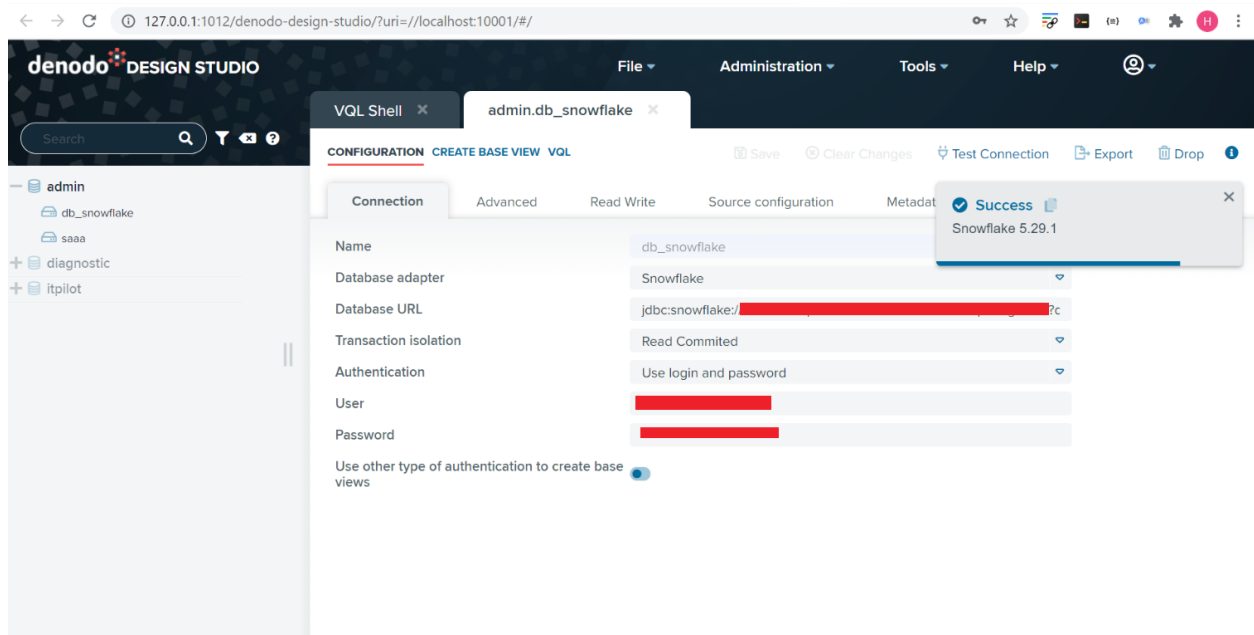 127.0.0.1:1012/denodo-design-studio/?uri=//localhost:10001/#/
H
denodo DESIGN STUDIO
File
Administration
Tools
Help
VQL Shell
admin.db_snowflake
Search
CONFIGURATION CREATE BASE VIEW VQL
Save
Clear Changes
Test Connection
Export
Drop
admin
db_snowflake
saaa
diagnostic
itpilot
Connection
Advanced
Read Write
Source configuration
Metadat
Success
Snowflake 5.29.1
Name
db_snowflake
Database adapter
Snowflake
Database URL
jdbc:snowflake:/ ?c
Transaction isolation
Read Commited
Authentication
Use login and password
User
Password
Use other type of authentication to create base
views